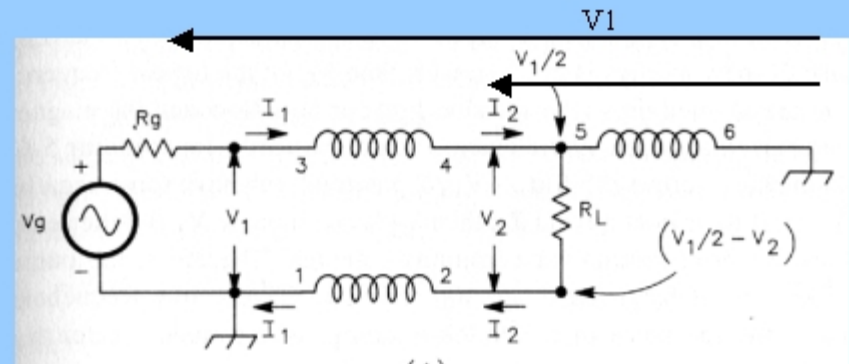 V1
V₁/2
I₁
I₂
Rg
3
4
5
6
+
Vg
-
V₁
V₂
R_L
(V₁/2 - V₂)
1
2
I₁
I₂